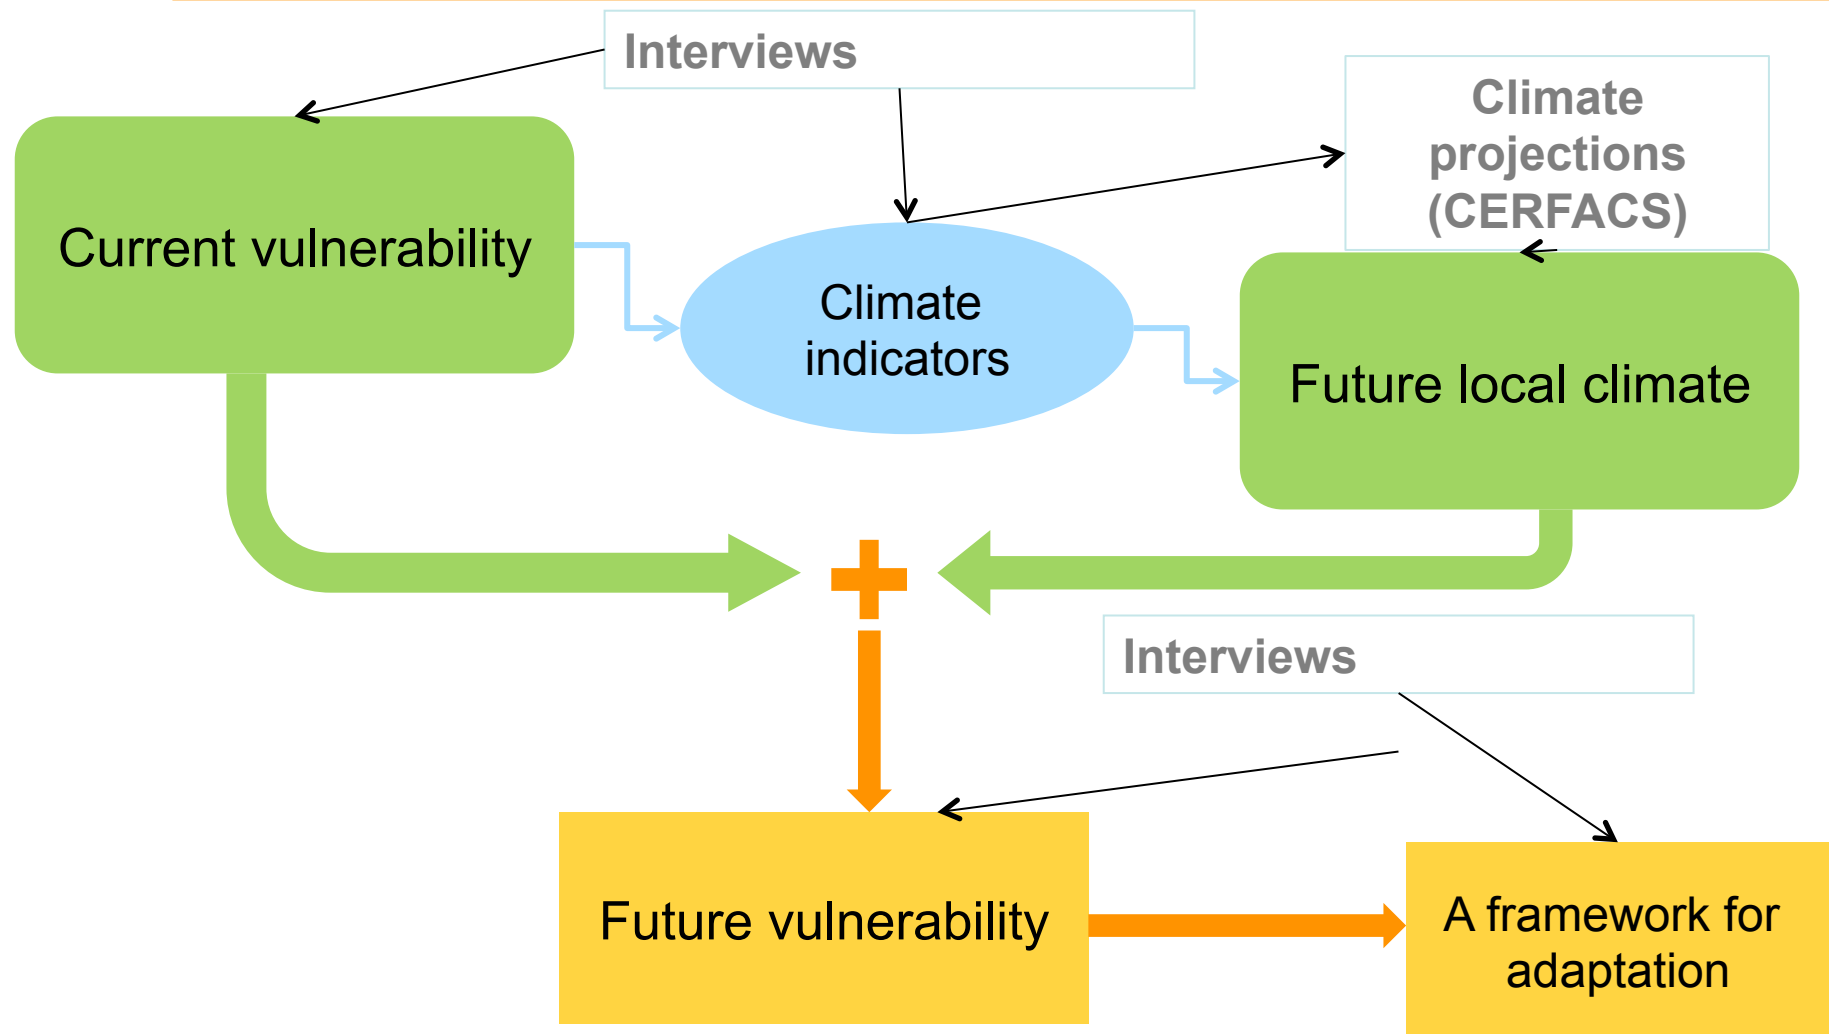 Interviews
Climate
projections
(CERFACS)
Current vulnerability
Climate
indicators
Future local climate
Interviews
Future vulnerability
A framework for
adaptation